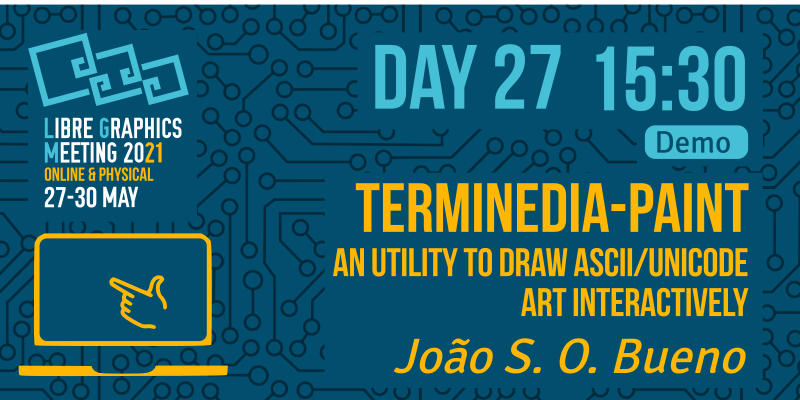 LIBRE GRAPHICS
MEETING 2021
ONLINE & PHYSICAL
27-30 MAY
DAY 27 15:30
Demo
TERMINEDIA-PAINT
AN UTILITY TO DRAW ASCII/UNICODE
ART INTERACTIVELY
João S. O. Bueno